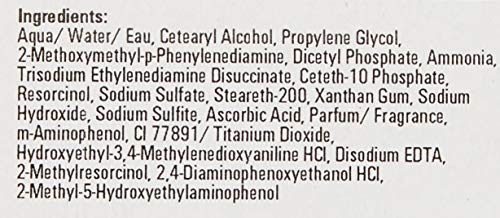 Ingredients:
Aqua/ Water/ Eau, Cetearyl Alcohol, Propylene Glycol,
2-Methoxymethyl-p-Phenylenediamine, Dicetyl Phosphate, Ammonia,
Trisodium Ethylenediamine Disuccinate, Ceteth-10 Phosphate,
Resorcinol, Sodium Sulfate, Steareth-200, Xanthan Gum, Sodium
Hydroxide, Sodium Sulfite, Ascorbic Acid, Parfum/ Fragrance,
m-Aminophenol, CI 77891/ Titanium Dioxide,
Hydroxyethyl-3,4-Methylenedioxyaniline HCl, Disodium EDTA,
2-Methylresorcinol, 2,4-Diaminophenoxyethanol HCl,
2-Methyl-5-Hydroxyethylaminophenol